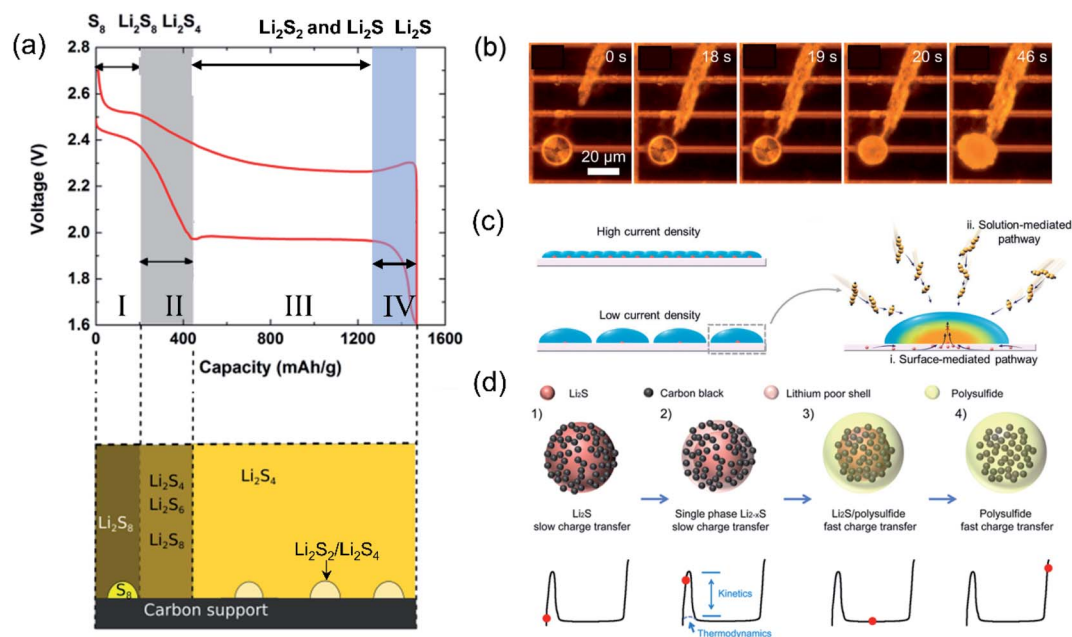 (a)
S₈ Li₂S₈ Li₂S₄ Li₂S₂ and Li₂S Li₂S
2.8
2.6
2.4
2.2
2.0
1.8
1.6
Voltage (V)
I II III IV
0 400 800 1200 1600
Capacity (mAh/g)
Li₂S₈
Li₂S₄
Li₂S₆
Li₂S₈
Li₂S₄
S₈
Li₂S₂/Li₂S₄
Carbon support
(b)
0 s 18 s 19 s 20 s 46 s
20 µm
(c)
High current density
Low current density
ii. Solution-mediated
pathway
i. Surface-mediated pathway
(d)
Li₂S Carbon black Lithium poor shell Polysulfide
1) 2) 3) 4)
Li₂S
slow charge transfer
Single phase Li₂₋ₓS
slow charge transfer
Li₂S/polysulfide
fast charge transfer
Polysulfide
fast charge transfer
Kinetics
Thermodynamics